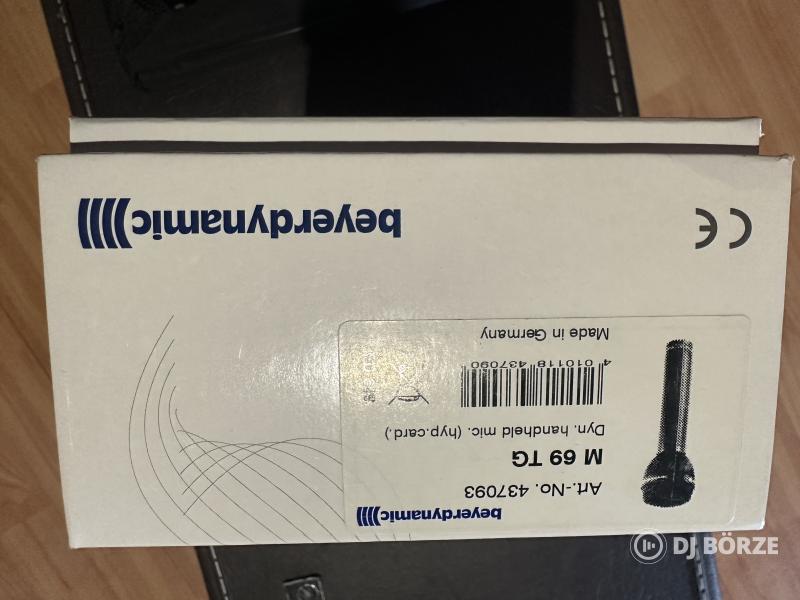 beyerdynamic
CE
beyerdynamic
Art.-No. 437093
M 69 TG
Dyn. handheld mic. (hyp.card.)
4 010118 437090
Made in Germany
DJ BÖRZE